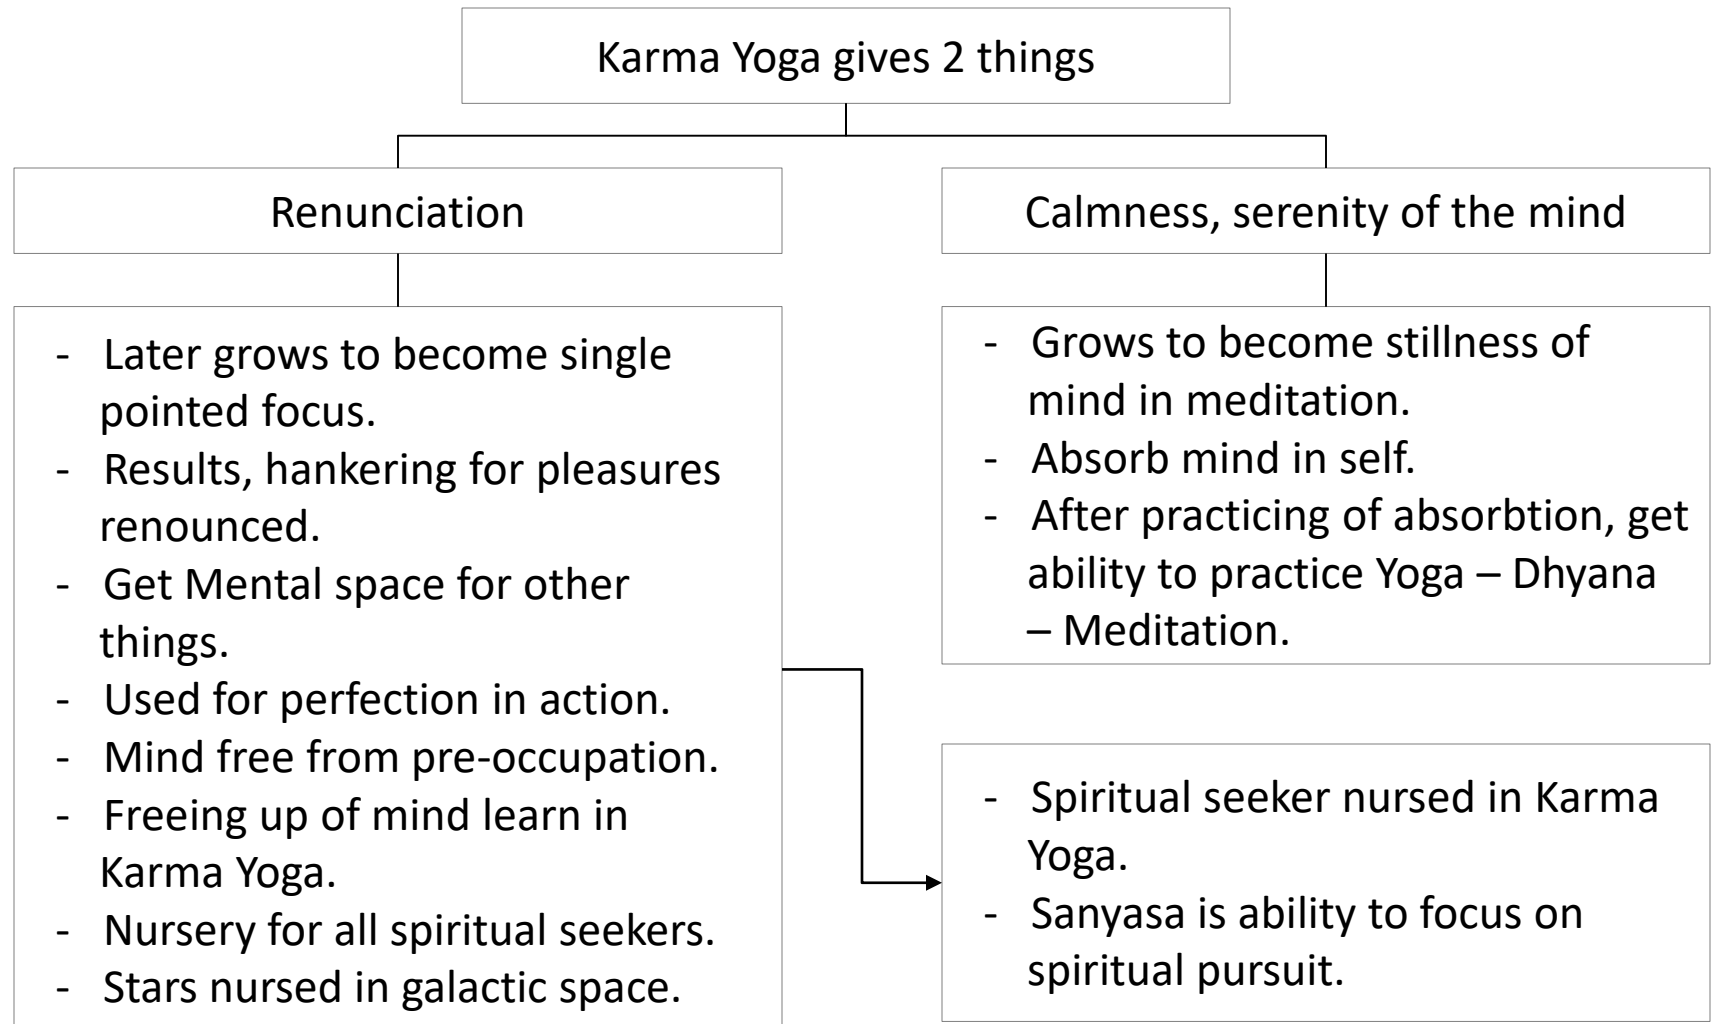 Karma Yoga gives 2 things
Renunciation
- Later grows to become single
pointed focus.
- Results, hankering for pleasures
renounced.
- Get Mental space for other
things.
- Used for perfection in action.
- Mind free from pre-occupation.
- Freeing up of mind learn in
Karma Yoga.
- Nursery for all spiritual seekers.
- Stars nursed in galactic space.
Calmness, serenity of the mind
- Grows to become stillness of
mind in meditation.
- Absorb mind in self.
- After practicing of absorbtion, get
ability to practice Yoga – Dhyana
– Meditation.
- Spiritual seeker nursed in Karma
Yoga.
- Sanyasa is ability to focus on
spiritual pursuit.